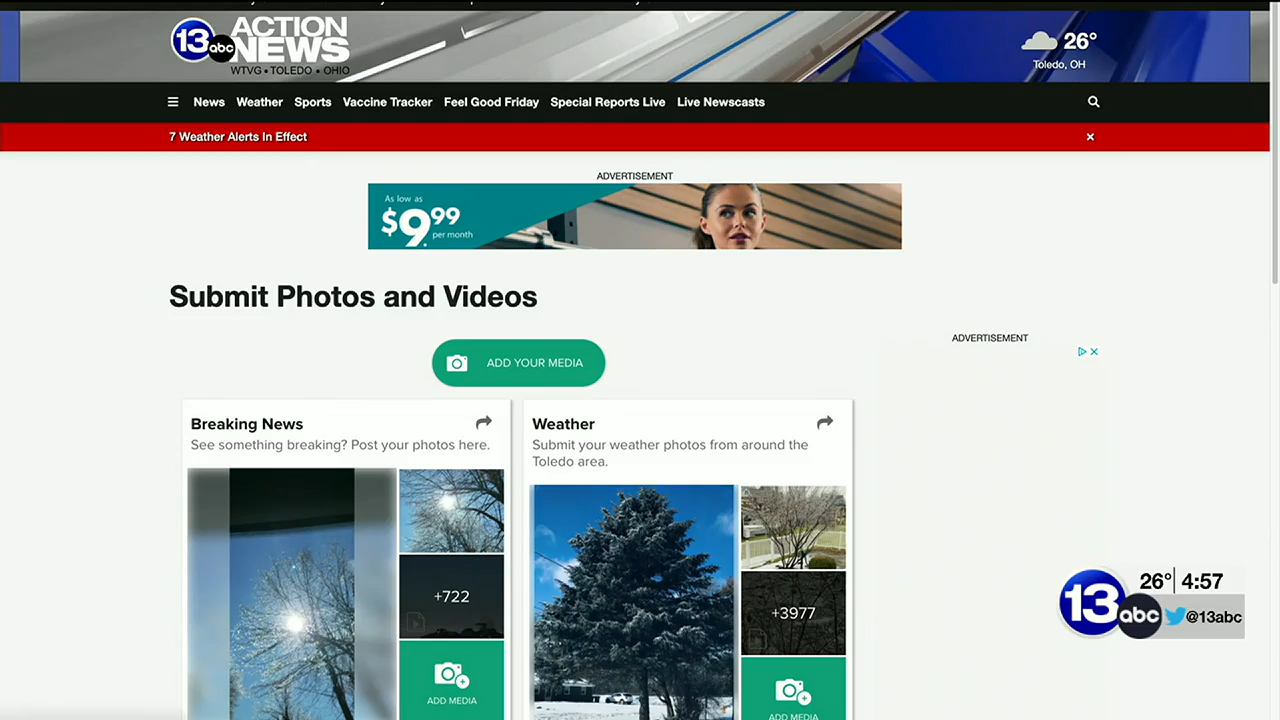 13 abc ACTION
NEWS
WTVG • TOLEDO • OHIO
26°
Toledo, OH
News Weather Sports Vaccine Tracker Feel Good Friday Special Reports Live Live Newscasts
7 Weather Alerts In Effect
ADVERTISEMENT
As low as
$9.99
per month
Submit Photos and Videos
ADVERTISEMENT
ADD YOUR MEDIA
Breaking News
See something breaking? Post your photos here.
+722
ADD MEDIA
Weather
Submit your weather photos from around the
Toledo area.
+3977
ADD MEDIA
26° 4:57
13 abc @13abc